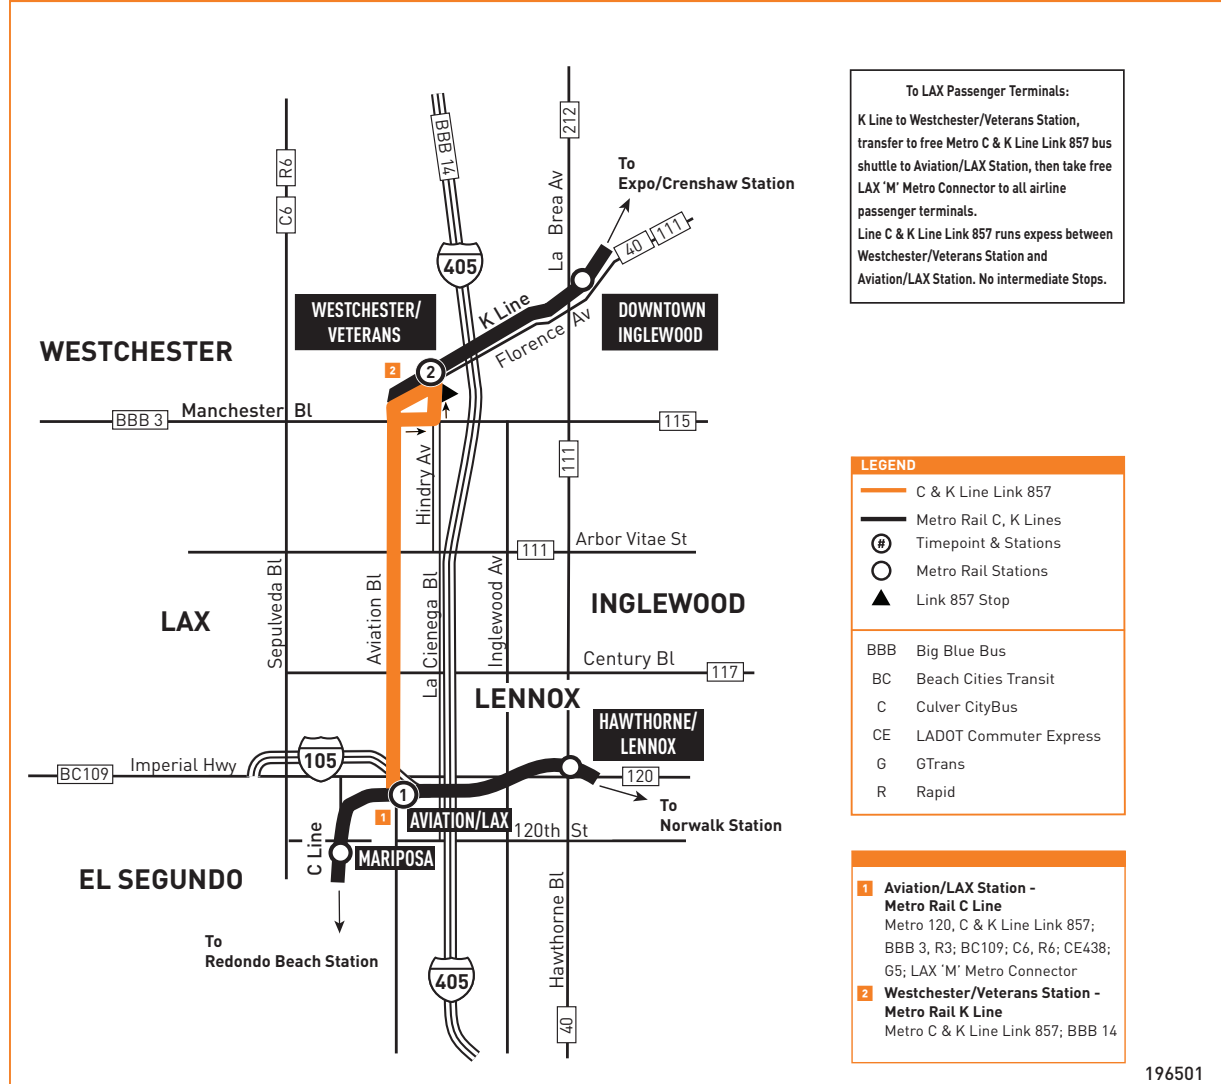 To LAX Passenger Terminals:
K Line to Westchester/Veterans Station,
transfer to free Metro C & K Line Link 857 bus
shuttle to Aviation/LAX Station, then take free
LAX ‘M’ Metro Connector to all airline
passenger terminals.
Line C & K Line Link 857 runs expess between
Westchester/Veterans Station and
Aviation/LAX Station. No intermediate Stops.
BBB 14
212
R6
C6
To
Expo/Crenshaw Station
La Brea Av
40
111
405
K Line
Florence Av
WESTCHESTER/
VETERANS
DOWNTOWN
INGLEWOOD
WESTCHESTER
2
2
Manchester Bl
BBB 3
115
111
Hindry Av
Arbor Vitae St
111
Sepulveda Bl
Aviation Bl
La Cienega Bl
Inglewood Av
INGLEWOOD
LAX
Century Bl
117
LENNOX
HAWTHORNE/
LENNOX
105
Imperial Hwy
BC109
120
1
1
AVIATION/LAX
To
Norwalk Station
120th St
C Line
MARIPOSA
EL SEGUNDO
Hawthorne Bl
To
Redondo Beach Station
405
40
LEGEND
C & K Line Link 857
Metro Rail C, K Lines
# Timepoint & Stations
Metro Rail Stations
Link 857 Stop
BBB Big Blue Bus
BC Beach Cities Transit
C Culver CityBus
CE LADOT Commuter Express
G GTrans
R Rapid
1 Aviation/LAX Station -
Metro Rail C Line
Metro 120, C & K Line Link 857;
BBB 3, R3; BC109; C6, R6; CE438;
G5; LAX ‘M’ Metro Connector
2 Westchester/Veterans Station -
Metro Rail K Line
Metro C & K Line Link 857; BBB 14
196501